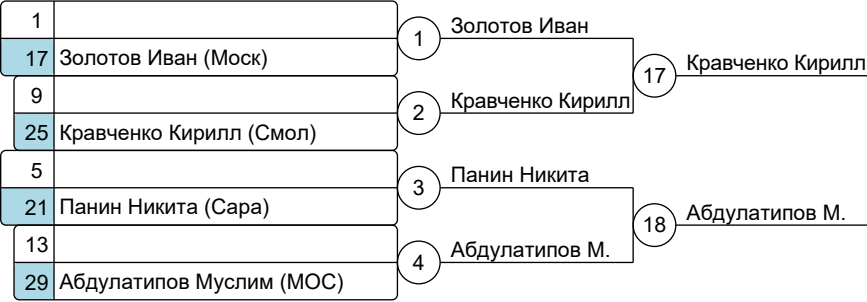 1
17 Золотов Иван (Моск)
1
Золотов Иван
9
25 Кравченко Кирилл (Смол)
2
Кравченко Кирилл
17
Кравченко Кирилл
5
21 Панин Никита (Сара)
3
Панин Никита
13
29 Абдулатипов Муслим (МОС)
4
Абдулатипов М.
18
Абдулатипов М.